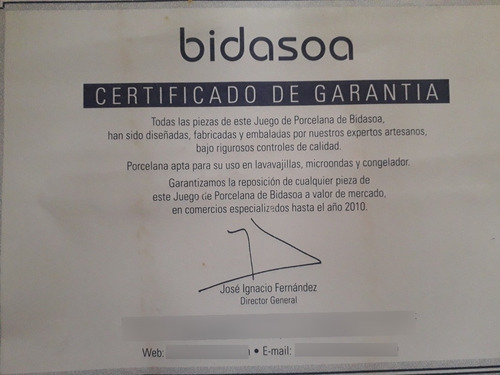 bidasoa
CERTIFICADO DE GARANTIA
Todas las piezas de este Juego de Porcelana de Bidasoa,
han sido diseñadas, fabricadas y embaladas por nuestros expertos artesanos,
bajo rigurosos controles de calidad.
Porcelana apta para su uso en lavavajillas, microondas y congelador.
Garantizamos la reposición de cualquier pieza de
este Juego de Porcelana de Bidasoa a valor de mercado,
en comercios especializados hasta el año 2010.
José Ignacio Fernández
Director General
Web: • E-mail: